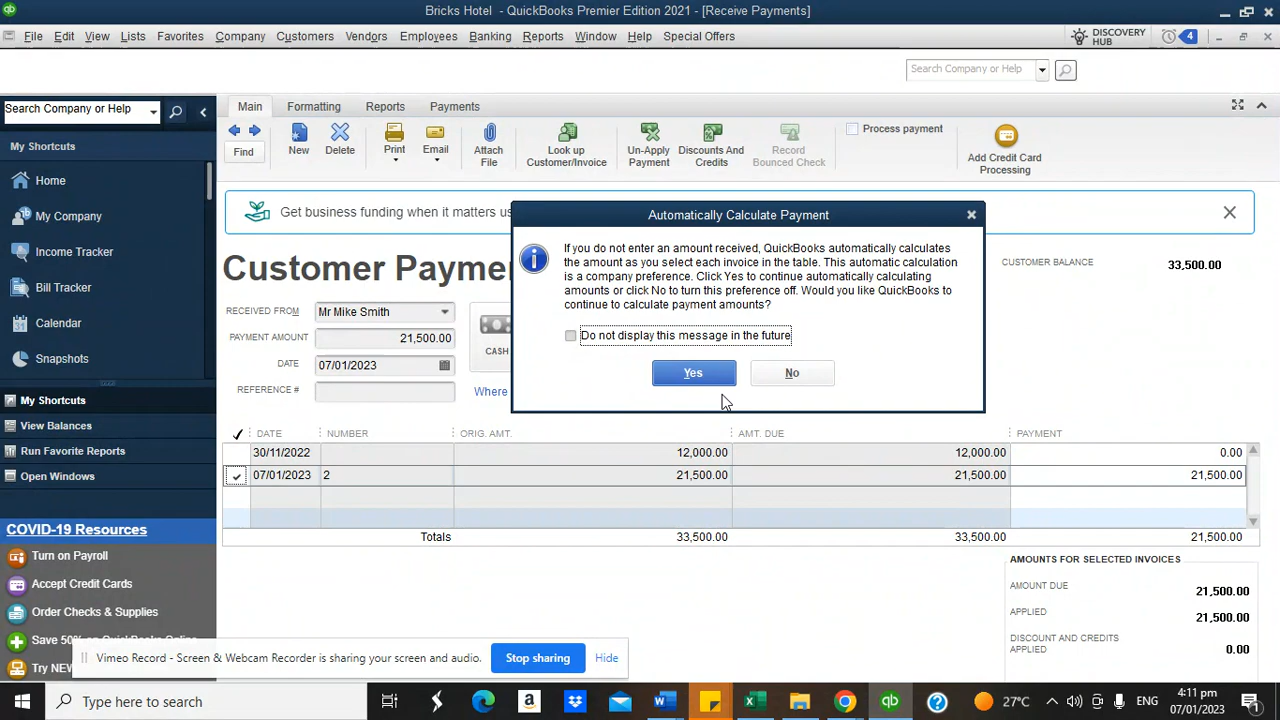 Bricks Hotel - QuickBooks Premier Edition 2021 - [Receive Payments]
File Edit View Lists Favorites Company Customers Vendors Employees Banking Reports Window Help Special Offers
DISCOVERY HUB 4
Search Company or Help
Search Company or Help
Main Formatting Reports Payments
My Shortcuts
Home
My Company
Income Tracker
Bill Tracker
Calendar
Snapshots
My Shortcuts
View Balances
Run Favorite Reports
Open Windows
COVID-19 Resources
Turn on Payroll
Accept Credit Cards
Order Checks & Supplies
Save 50% on QuickBooks Online
Try NEW
Find
New
Delete
Print
Email
Attach File
Look up Customer/Invoice
Un-Apply Payment
Discounts And Credits
Record Bounced Check
Process payment
Add Credit Card Processing
Get business funding when it matters
Customer Payme
CUSTOMER BALANCE 33,500.00
RECEIVED FROM Mr Mike Smith
PAYMENT AMOUNT 21,500.00
DATE 07/01/2023
REFERENCE #
CASH
Where
Automatically Calculate Payment
If you do not enter an amount received, QuickBooks automatically calculates
the amount as you select each invoice in the table. This automatic calculation
is a company preference. Click Yes to continue automatically calculating
amounts or click No to turn this preference off. Would you like QuickBooks to
continue to calculate payment amounts?
Do not display this message in the future
Yes No
DATE NUMBER ORIG. AMT. AMT. DUE PAYMENT
30/11/2022 12,000.00 12,000.00 0.00
07/01/2023 2 21,500.00 21,500.00 21,500.00
Totals 33,500.00 33,500.00 21,500.00
AMOUNTS FOR SELECTED INVOICES
AMOUNT DUE 21,500.00
APPLIED 21,500.00
DISCOUNT AND CREDITS
APPLIED 0.00
Vimeo Record - Screen & Webcam Recorder is sharing your screen and audio. Stop sharing Hide
Type here to search
27°C ENG 4:11 pm
07/01/2023 1